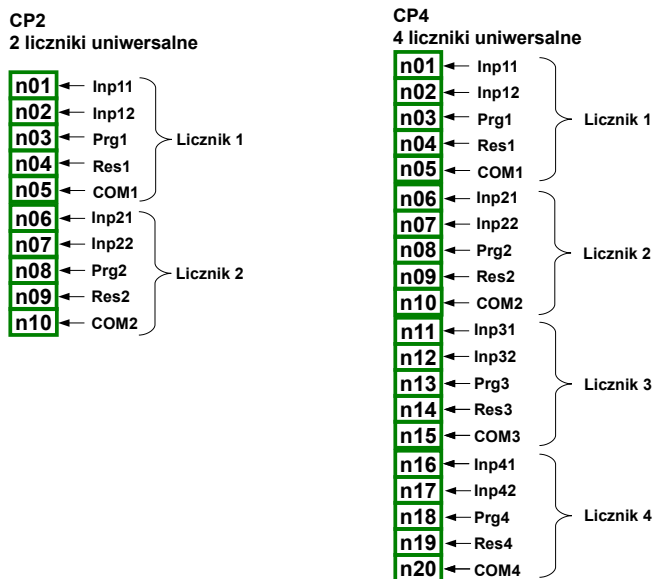 CP2
2 liczniki uniwersalne
n01 Inp11
n02 Inp12
n03 Prg1
n04 Res1
n05 COM1
Licznik 1
n06 Inp21
n07 Inp22
n08 Prg2
n09 Res2
n10 COM2
Licznik 2
CP4
4 liczniki uniwersalne
n01 Inp11
n02 Inp12
n03 Prg1
n04 Res1
n05 COM1
Licznik 1
n06 Inp21
n07 Inp22
n08 Prg2
n09 Res2
n10 COM2
Licznik 2
n11 Inp31
n12 Inp32
n13 Prg3
n14 Res3
n15 COM3
Licznik 3
n16 Inp41
n17 Inp42
n18 Prg4
n19 Res4
n20 COM4
Licznik 4